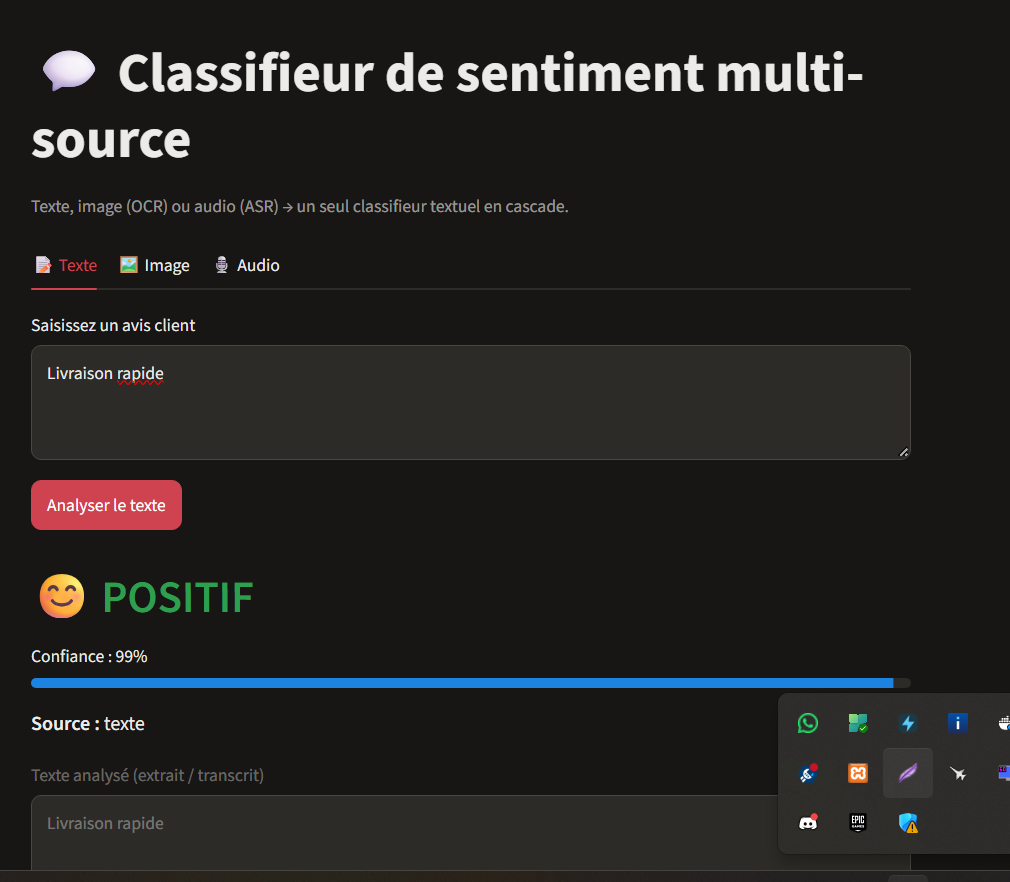 Classifieur de sentiment multi-
source
Texte, image (OCR) ou audio (ASR) → un seul classifieur textuel en cascade.
Texte Image Audio
Saisissez un avis client
Livraison rapide
Analyser le texte
POSITIF
Confiance : 99%
Source : texte
Texte analysé (extrait / transcrit)
Livraison rapide
EPIC
GAMES